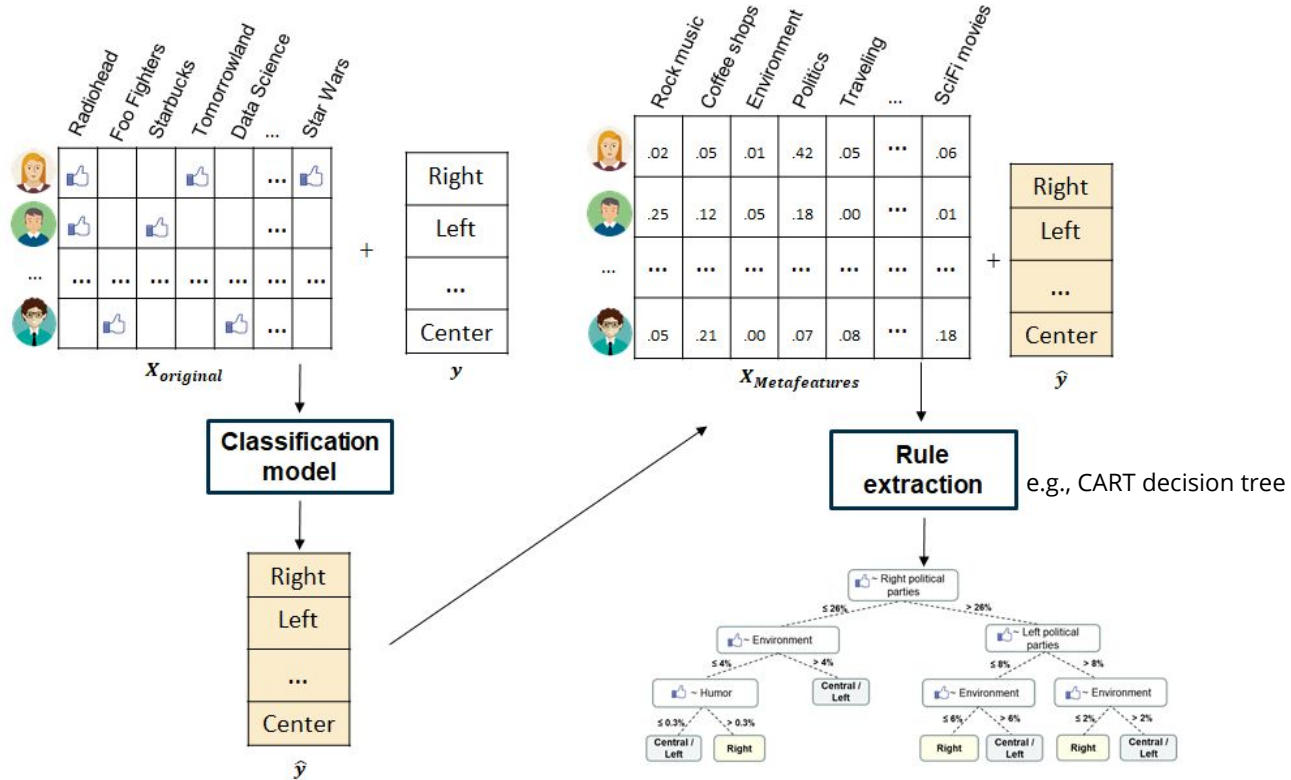 Radiohead
Foo Fighters
Starbucks
Tomorrowland
Data Science
...
Star Wars
...
...
...
... ... ... ... ... ... ...
...
X_original
+
Right
Left
...
Center
y
Classification
model
Right
Left
...
Center
ŷ
Rock music
Coffee shops
Environment
Politics
Traveling
...
SciFi movies
.02 .05 .01 .42 .05 ... .06
.25 .12 .05 .18 .00 ... .01
...
... ... ... ... ... ... ...
.05 .21 .00 .07 .08 ... .18
X_Metafeatures
+
Right
Left
...
Center
ŷ
Rule
extraction
e.g., CART decision tree
~ Right political
parties
≤ 26% > 26%
~ Environment
~ Left political
parties
≤ 4% > 4%
≤ 8% > 8%
~ Humor
Central /
Left
~ Environment
~ Environment
≤ 0.3% > 0.3%
≤ 6% > 6%
≤ 2% > 2%
Central /
Left
Right
Right
Central /
Left
Right
Central /
Left